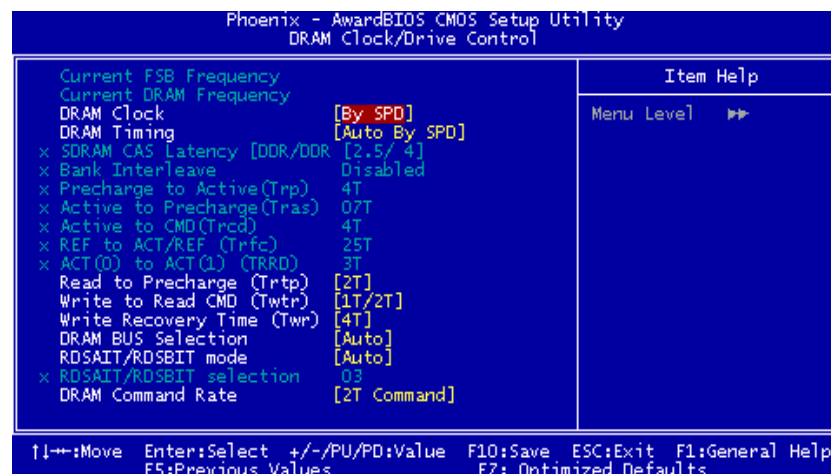 Phoenix - AwardBIOS CMOS Setup Utility
DRAM Clock/Drive Control
Current FSB Frequency
Current DRAM Frequency
DRAM Clock [By SPD]
DRAM Timing [Auto By SPD]
x SDRAM CAS Latency [DDR/DDR [2.5/ 4]
x Bank Interleave Disabled
x Precharge to Active(Trp) 4T
x Active to Precharge(Tras) 07T
x Active to CMD(Trcd) 4T
x REF to ACT/REF (Trfc) 25T
x ACT(0) to ACT(1) (TRRD) 3T
Read to Precharge (Trtp) [2T]
Write to Read CMD (Twtr) [1T/2T]
Write Recovery Time (Twr) [4T]
DRAM BUS Selection [Auto]
RDSAIT/RDSBIT mode [Auto]
x RDSAIT/RDSBIT selection 03
DRAM Command Rate [2T Command]
Item Help
Menu Level ►►
↑↓→←:Move Enter:Select +/-/PU/PD:Value F10:Save ESC:Exit F1:General Help
F5:Previous Values F7: Optimized Defaults